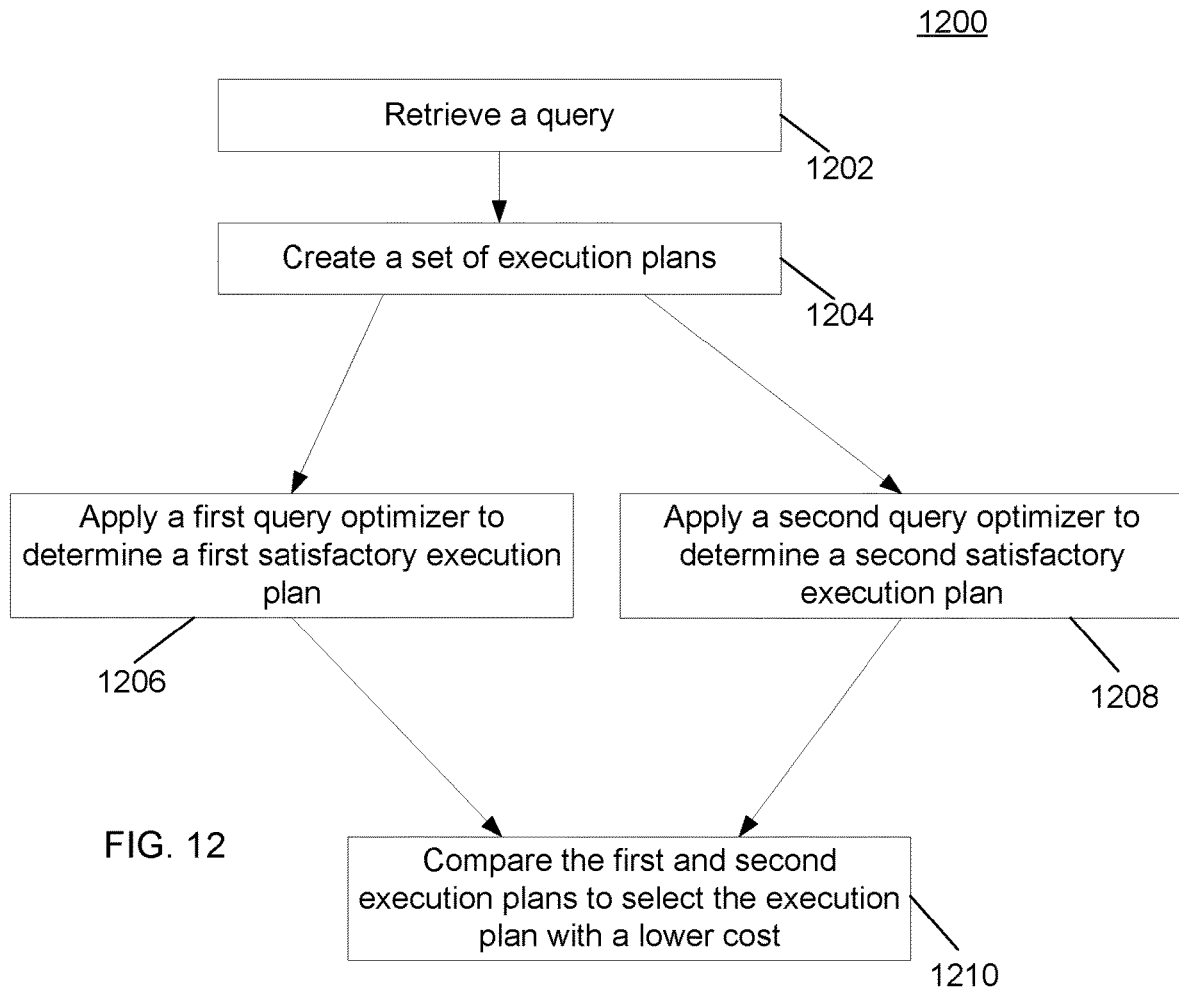 1200
Retrieve a query
1202
Create a set of execution plans
1204
Apply a first query optimizer to
determine a first satisfactory execution
plan
1206
Apply a second query optimizer to
determine a second satisfactory
execution plan
1208
FIG. 12
Compare the first and second
execution plans to select the execution
plan with a lower cost
1210